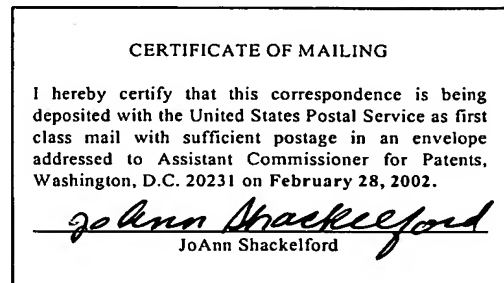 CERTIFICATE OF MAILING
I hereby certify that this correspondence is being
deposited with the United States Postal Service as first
class mail with sufficient postage in an envelope
addressed to Assistant Commissioner for Patents,
Washington, D.C. 20231 on February 28, 2002.
JoAnn Shackelford
JoAnn Shackelford